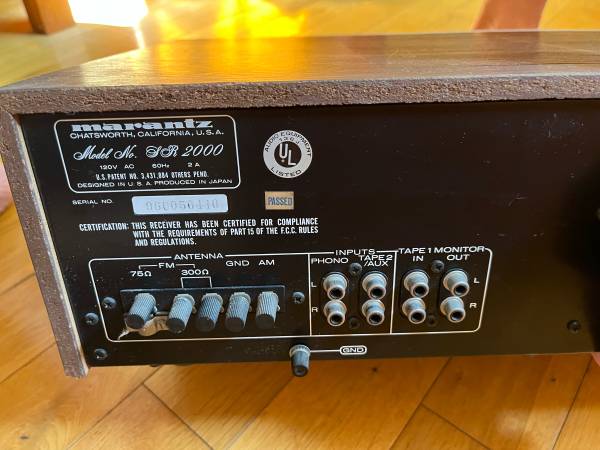 marantz
CHATSWORTH, CALIFORNIA, U.S.A.
Model No. SR 2000
120V AC 60Hz 2 A
U.S. PATENT NO. 3,431,884 OTHERS PEND.
DESIGNED IN U.S.A. PRODUCED IN JAPAN
SERIAL NO. 960056440
AUDIO EQUIPMENT
UL
LISTED
PASSED
CERTIFICATION: THIS RECEIVER HAS BEEN CERTIFIED FOR COMPLIANCE
WITH THE REQUIREMENTS OF PART 15 OF THE F.C.C. RULES
AND REGULATIONS.
ANTENNA
FM
75Ω 300Ω GND AM
INPUTS
PHONO TAPE 2
/AUX
L
R
TAPE 1 MONITOR
IN OUT
L
R
GND